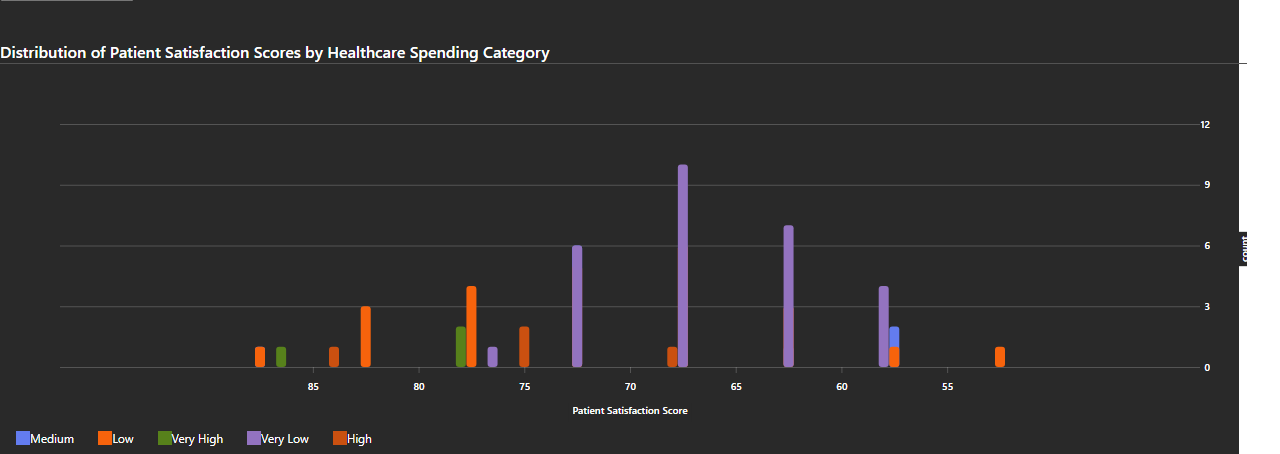 Distribution of Patient Satisfaction Scores by Healthcare Spending Category
12
9
6
3
0
count
85 80 75 70 65 60 55
Patient Satisfaction Score
Medium Low Very High Very Low High